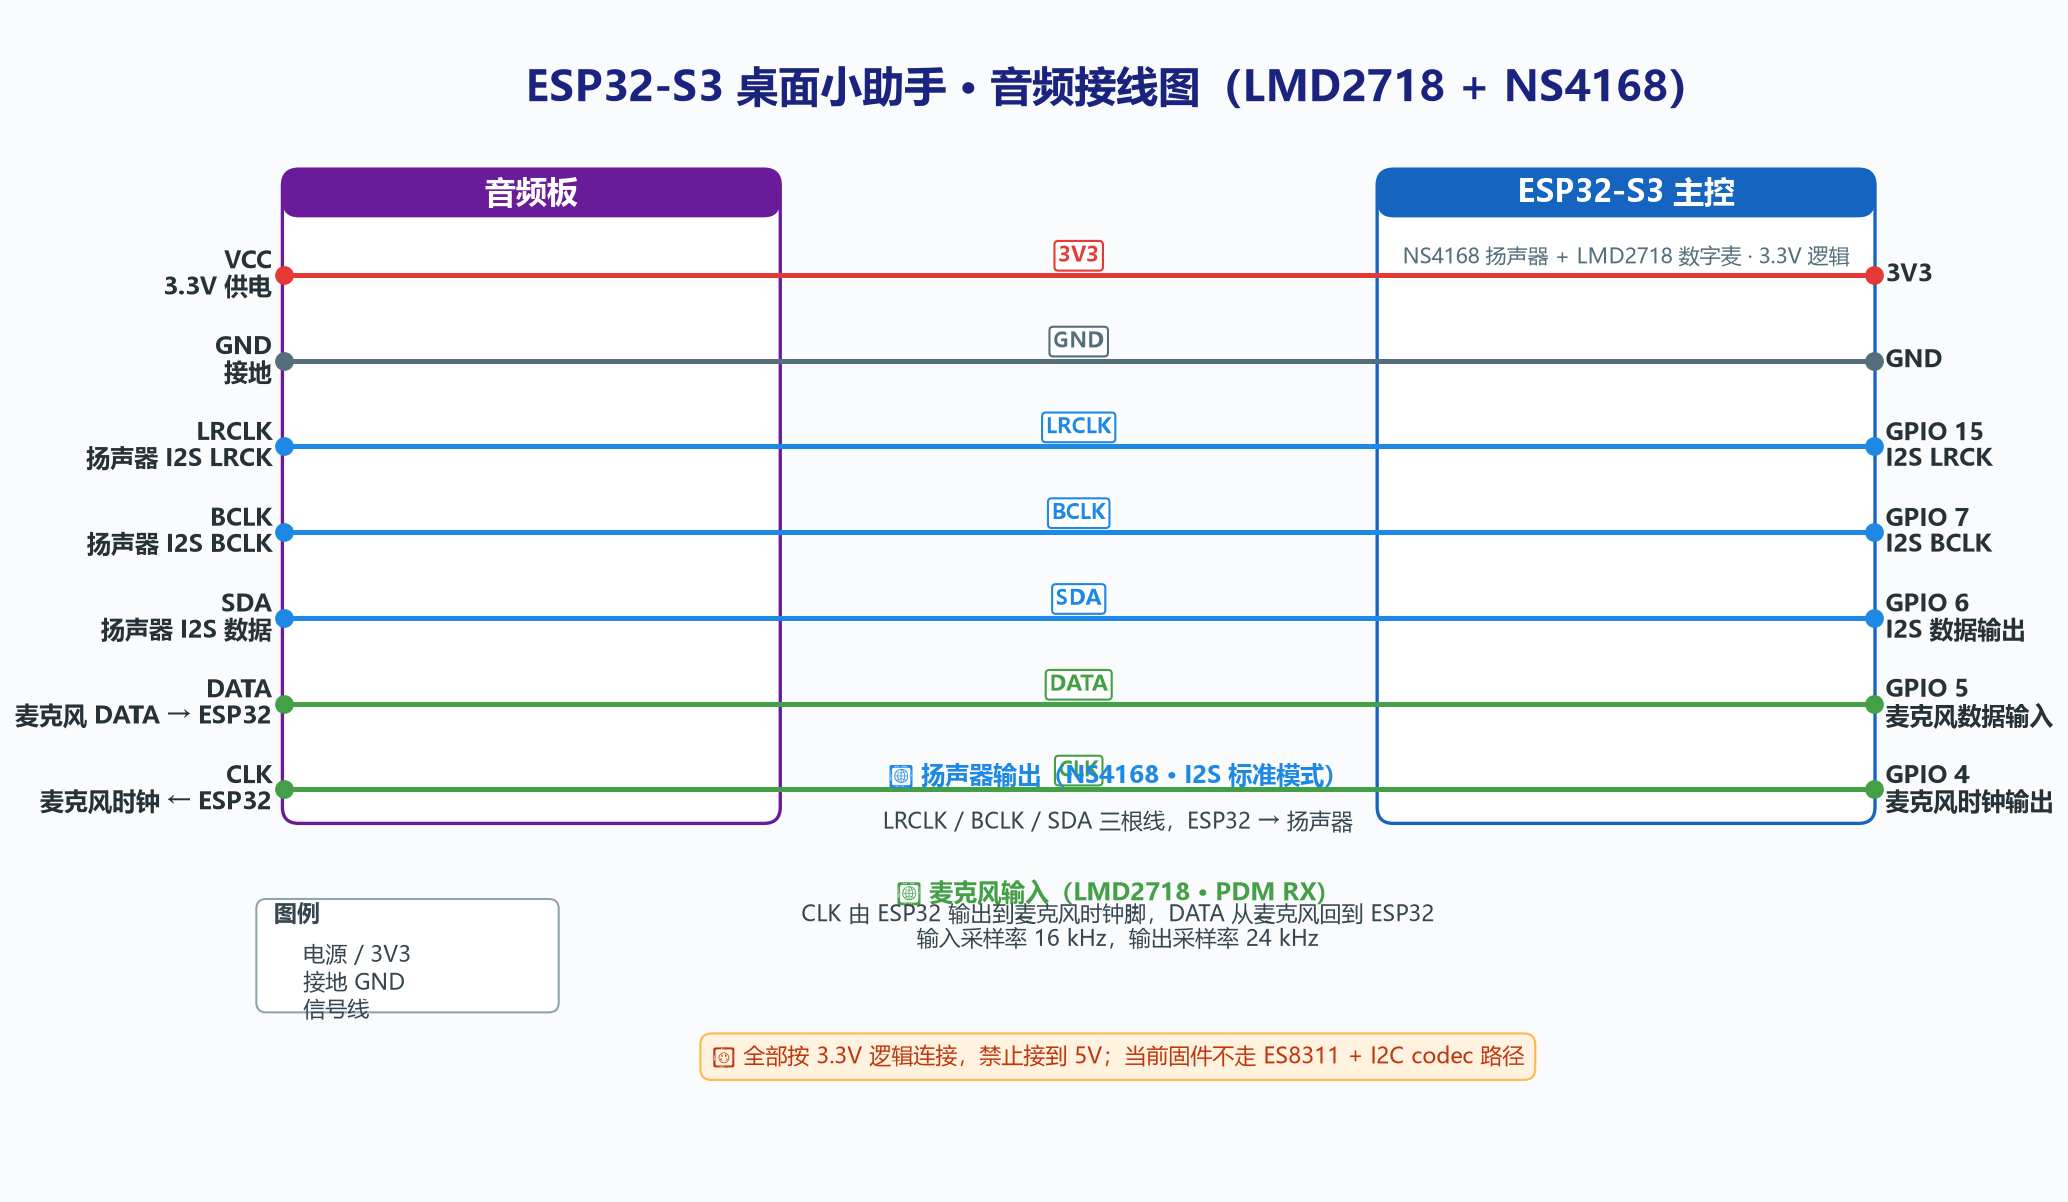 ESP32-S3 桌面小助手 • 音频接线图（LMD2718 + NS4168）
音频板
ESP32-S3 主控
NS4168 扬声器 + LMD2718 数字麦 · 3.3V 逻辑
VCC
3.3V 供电
3V3
3V3
GND
接地
GND
GND
LRCLK
扬声器 I2S LRCK
LRCLK
GPIO 15
I2S LRCK
BCLK
扬声器 I2S BCLK
BCLK
GPIO 7
I2S BCLK
SDA
扬声器 I2S 数据
SDA
GPIO 6
I2S 数据输出
DATA
麦克风 DATA → ESP32
DATA
GPIO 5
麦克风数据输入
CLK
麦克风时钟 ← ESP32
CLK
GPIO 4
麦克风时钟输出
扬声器输出（NS4168 • I2S 标准模式）
LRCLK / BCLK / SDA 三根线，ESP32 → 扬声器
麦克风输入（LMD2718 • PDM RX）
CLK 由 ESP32 输出到麦克风时钟脚，DATA 从麦克风回到 ESP32
输入采样率 16 kHz，输出采样率 24 kHz
图例
电源 / 3V3
接地 GND
信号线
全部按 3.3V 逻辑连接，禁止接到 5V；当前固件不走 ES8311 + I2C codec 路径